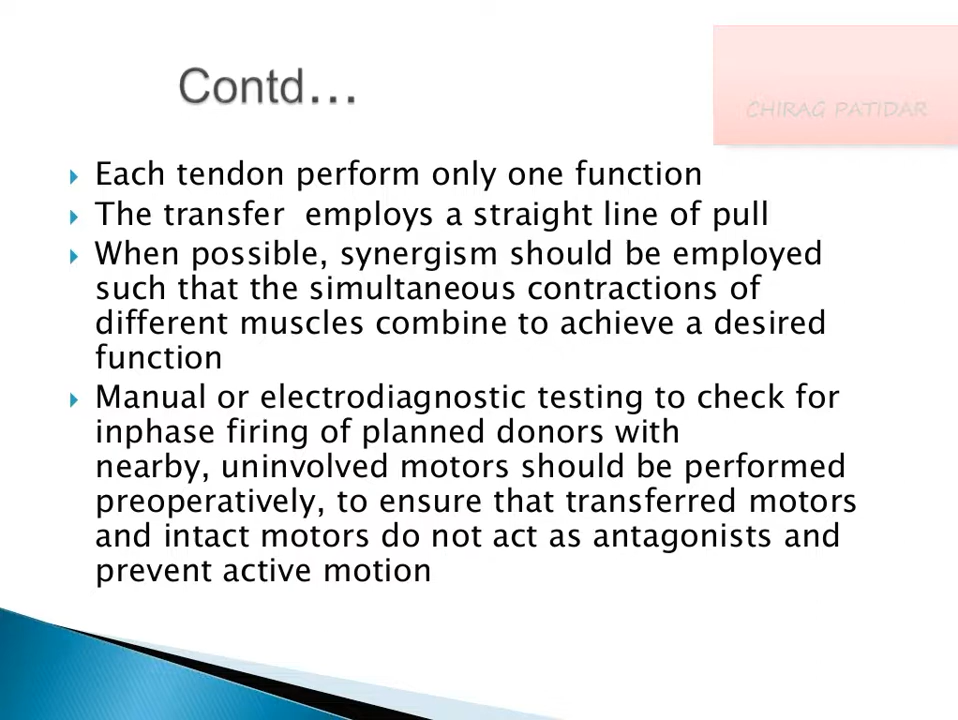 Contd...
CHIRAG PATIDAR
Each tendon perform only one function
The transfer employs a straight line of pull
When possible, synergism should be employed
such that the simultaneous contractions of
different muscles combine to achieve a desired
function
Manual or electrodiagnostic testing to check for
inphase firing of planned donors with
nearby, uninvolved motors should be performed
preoperatively, to ensure that transferred motors
and intact motors do not act as antagonists and
prevent active motion